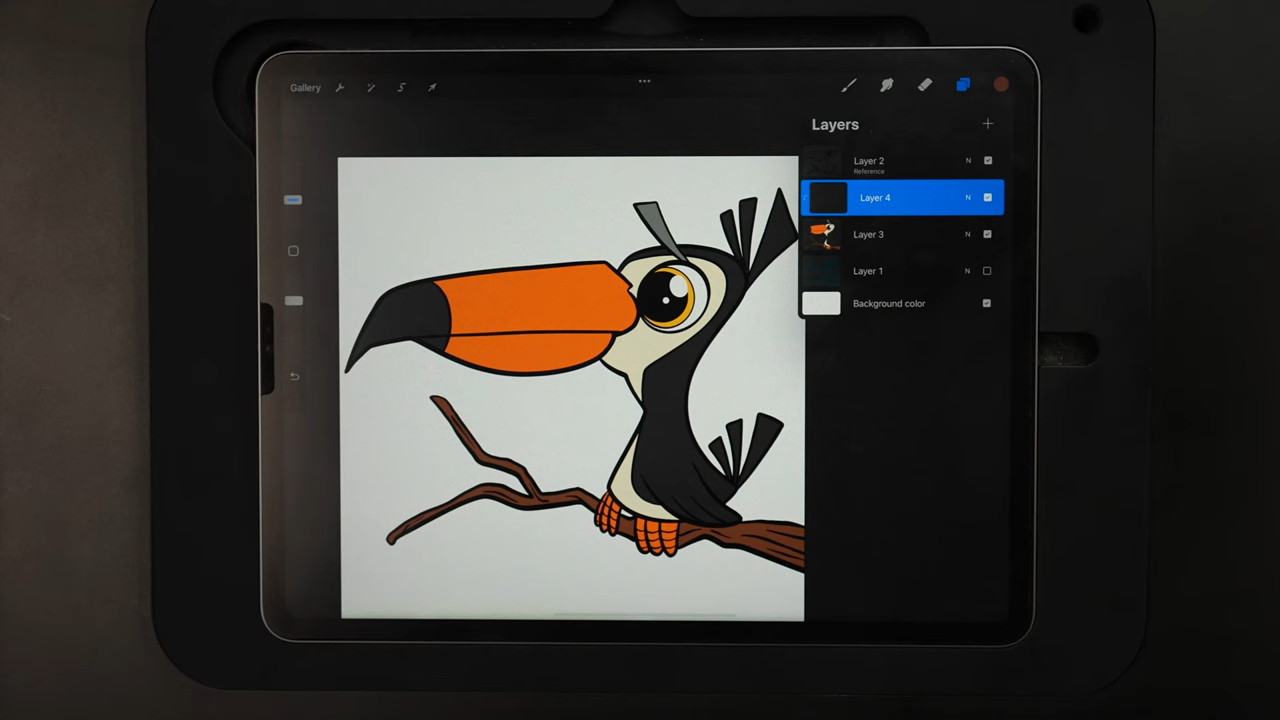 Gallery
Layers
Layer 2 N
Reference
Layer 4 N
Layer 3 N
Layer 1 N
Background color